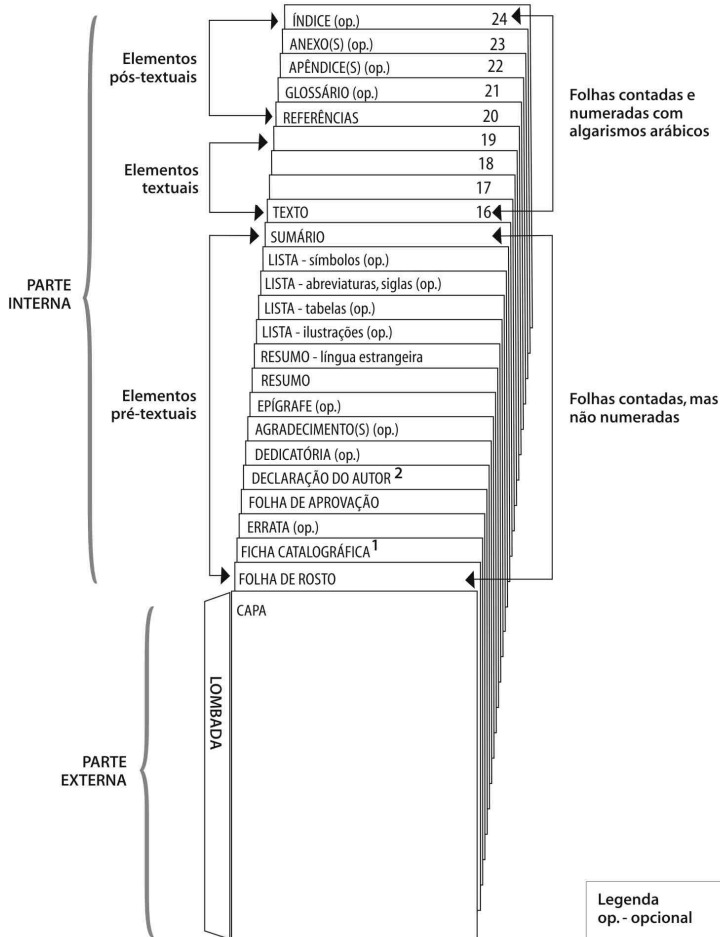 ÍNDICE (op.) 24
ANEXO(S) (op.) 23
APÊNDICE(S) (op.) 22
GLOSSÁRIO (op.) 21
REFERÊNCIAS 20
19
18
17
TEXTO 16
SUMÁRIO
LISTA - símbolos (op.)
LISTA - abreviaturas, siglas (op.)
LISTA - tabelas (op.)
LISTA - ilustrações (op.)
RESUMO - língua estrangeira
RESUMO
EPÍGRAFE (op.)
AGRADECIMENTO(S) (op.)
DEDICATÓRIA (op.)
DECLARAÇÃO DO AUTOR 2
FOLHA DE APROVAÇÃO
ERRATA (op.)
FICHA CATALOGRÁFICA 1
FOLHA DE ROSTO
CAPA
LOMBADA
Elementos
pós-textuais
Elementos
textuais
Elementos
pré-textuais
PARTE
INTERNA
PARTE
EXTERNA
Folhas contadas e
numeradas com
algarismos arábicos
Folhas contadas, mas
não numeradas
Legenda
op. - opcional